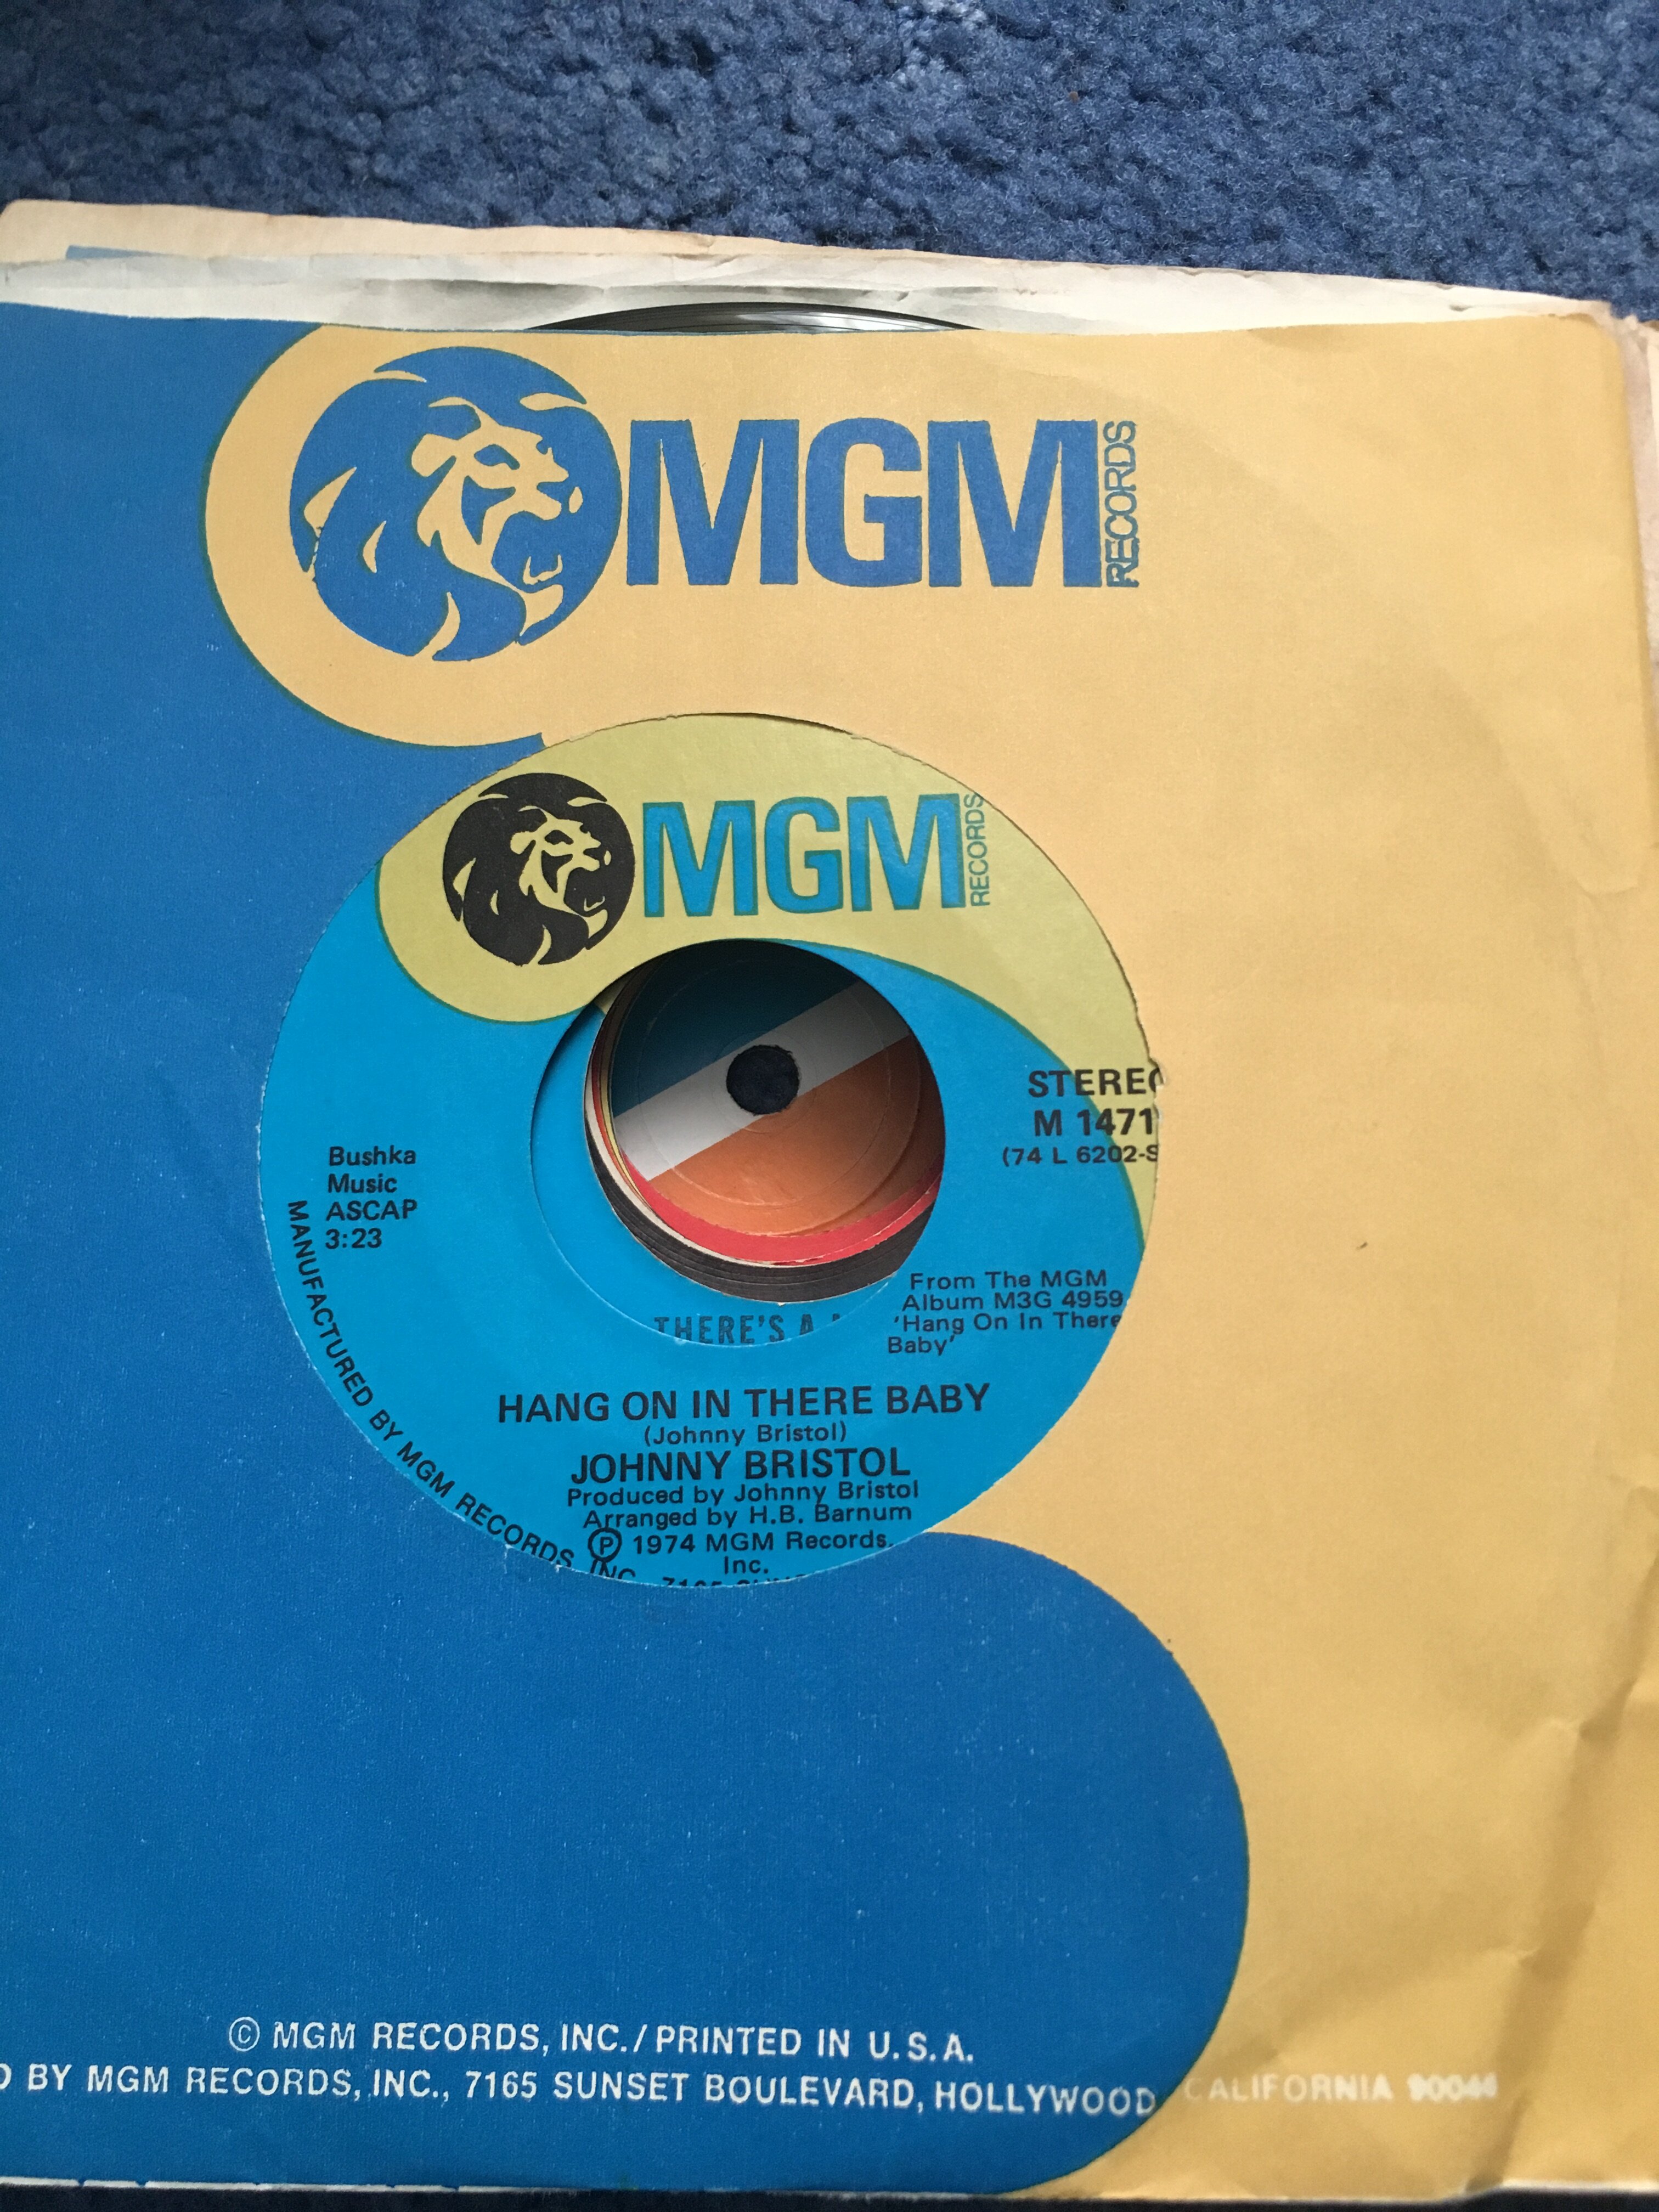 MGM RECORDS
MGM RECORDS
STEREO
M 1471
(74 L 6202-S
Bushka
Music
ASCAP
3:23
From The MGM
Album M3G 4959
'Hang On In There
Baby'
THERE'S A
HANG ON IN THERE BABY
(Johnny Bristol)
JOHNNY BRISTOL
Produced by Johnny Bristol
Arranged by H.B. Barnum
Ⓟ 1974 MGM Records,
Inc.
MANUFACTURED BY MGM RECORDS, INC., 7165
© MGM RECORDS, INC./PRINTED IN U.S.A.
BY MGM RECORDS, INC., 7165 SUNSET BOULEVARD, HOLLYWOOD, CALIFORNIA